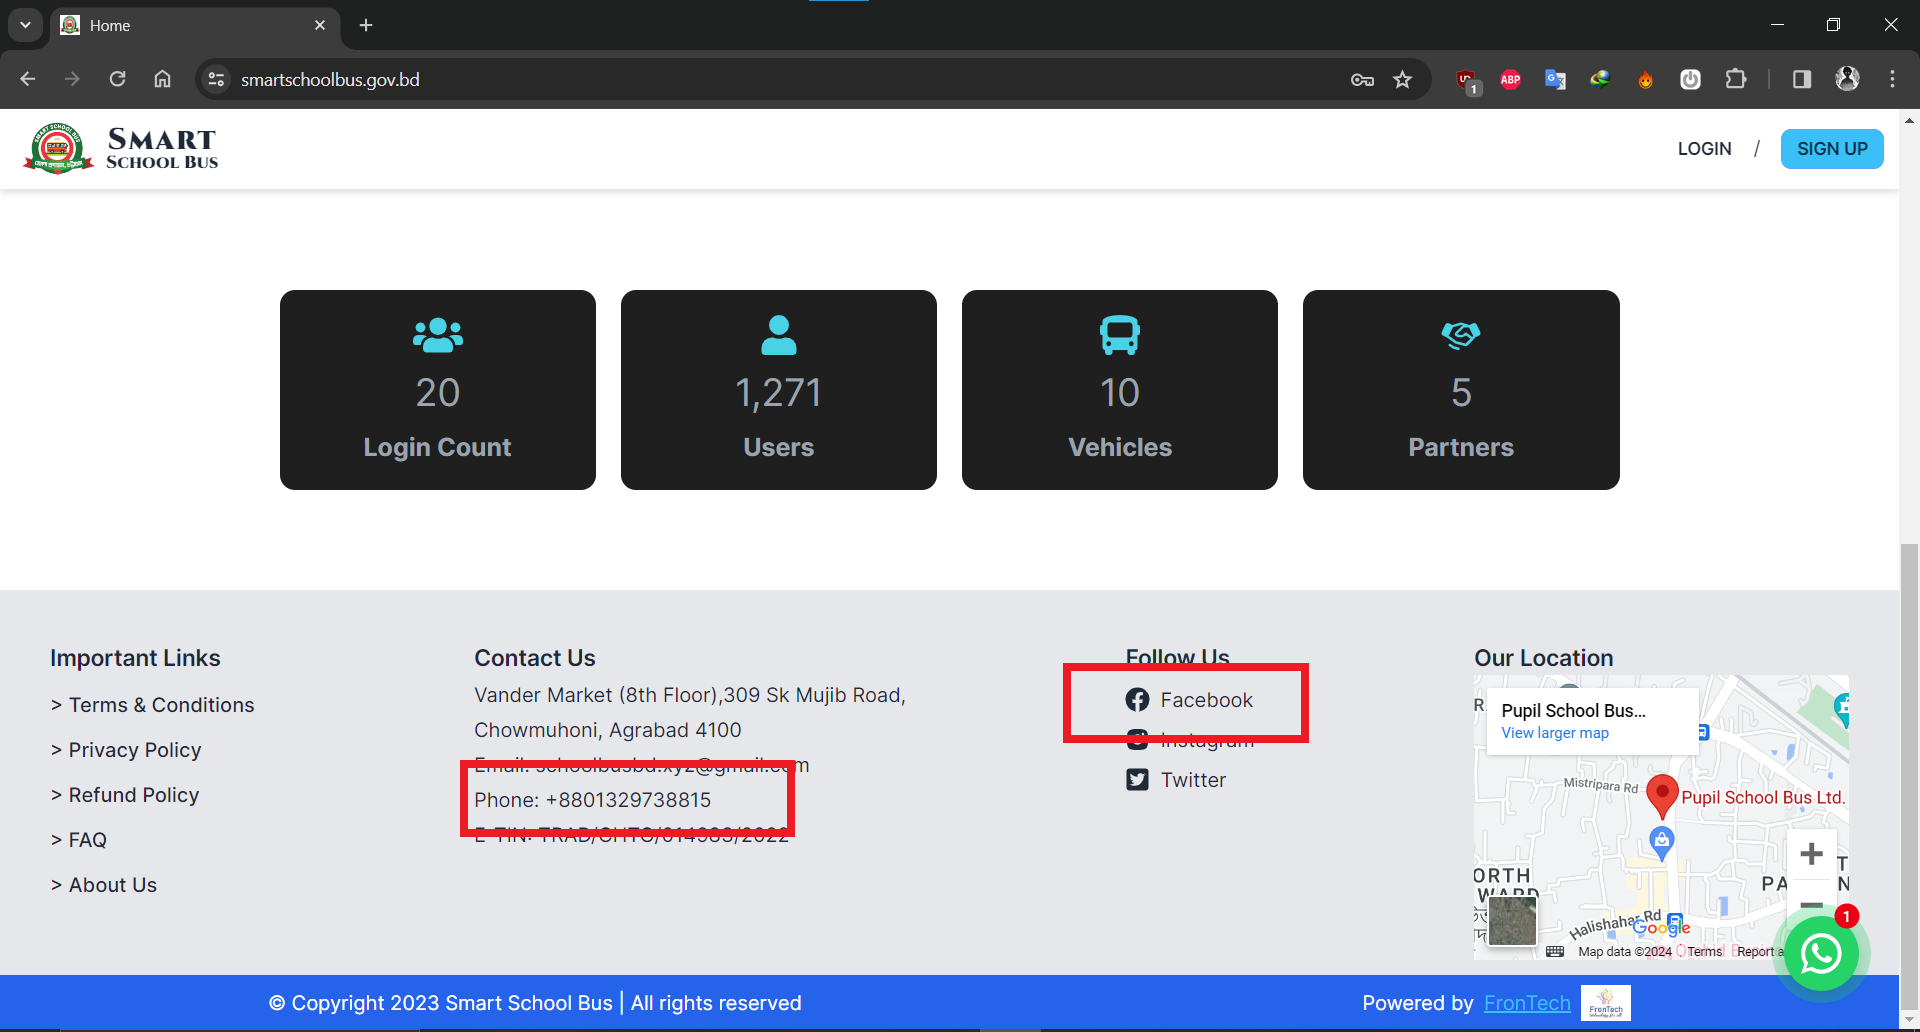 Home
smartschoolbus.gov.bd
1
ABP
SMART
SCHOOL BUS
LOGIN / SIGN UP
20
Login Count
1,271
Users
10
Vehicles
5
Partners
Important Links
> Terms & Conditions
> Privacy Policy
> Refund Policy
> FAQ
> About Us
Contact Us
Vander Market (8th Floor),309 Sk Mujib Road,
Chowmuhoni, Agrabad 4100
Email: schoolbusbd.xyz@gmail.com
Phone: +8801329738815
E-TIN: TRAD/CHTG/014983/2022
Follow Us
Facebook
Instagram
Twitter
Our Location
Pupil School Bus...
View larger map
Mistripara Rd
Pupil School Bus Ltd.
ORTH
WARD
Halishahar Rd
Google
Map data ©2024
Terms
Report a
1
© Copyright 2023 Smart School Bus | All rights reserved
Powered by FronTech
FronTech